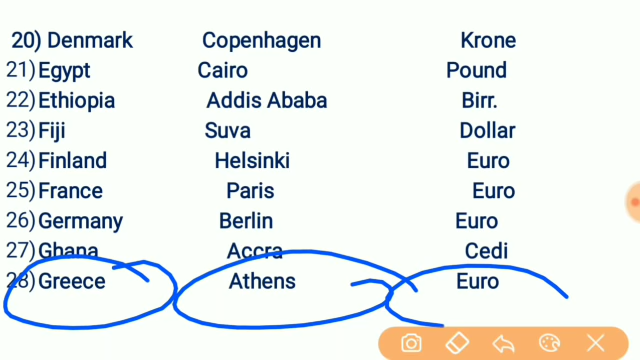 20) Denmark Copenhagen Krone
21) Egypt Cairo Pound
22) Ethiopia Addis Ababa Birr.
23) Fiji Suva Dollar
24) Finland Helsinki Euro
25) France Paris Euro
26) Germany Berlin Euro
27) Ghana Accra Cedi
28) Greece Athens Euro